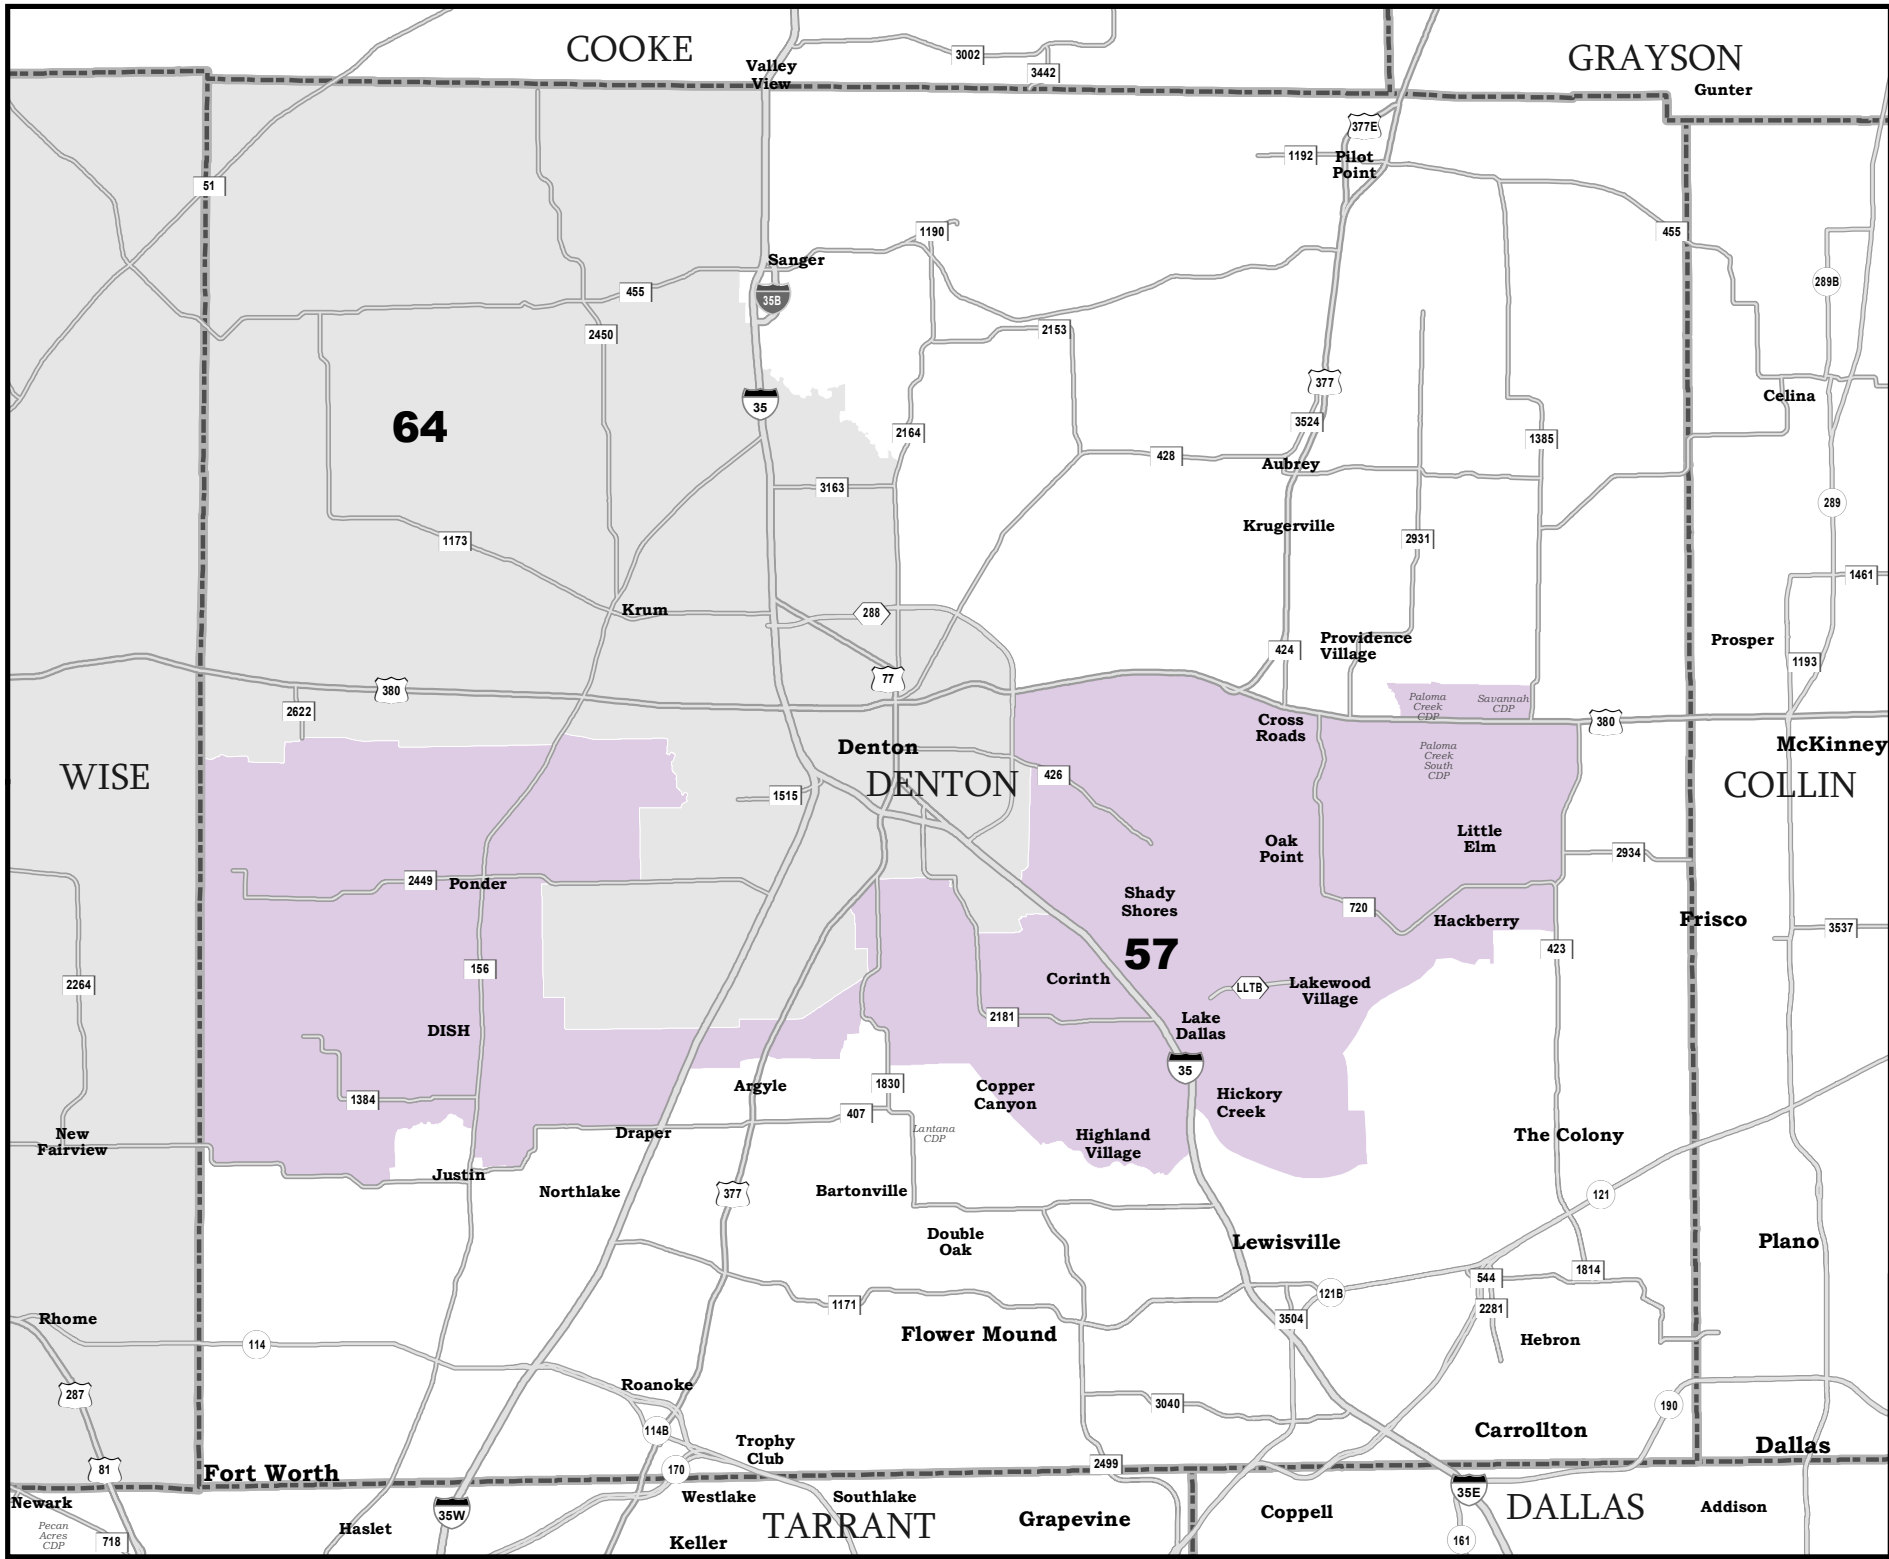 COOKE
GRAYSON
3002
3442
Valley
View
Gunter
377E
1192
Pilot
Point
51
1190
455
Sanger
289B
455
35B
2450
2153
377
Celina
35
64
3524
2164
1385
428
Aubrey
3163
289
Krugerville
1173
2931
1461
Krum
288
Providence
Village
Prosper
424
1193
77
380
2622
Paloma
Creek
CDP
Savannah
CDP
Cross
Roads
380
Denton
McKinney
Paloma
Creek
South
CDP
WISE
DENTON
426
COLLIN
1515
Little
Elm
Oak
Point
2934
2449
Ponder
Shady
Shores
720
Hackberry
Frisco
3537
57
423
156
Corinth
2264
LLTB
Lakewood
Village
2181
Lake
Dallas
DISH
35
Argyle
1830
Copper
Canyon
Hickory
Creek
1384
407
New
Fairview
Draper
Lantana
CDP
Highland
Village
The Colony
Justin
Northlake
377
Bartonville
121
Double
Oak
Lewisville
Plano
544
1814
121B
1171
2281
Rhome
3504
Flower Mound
Hebron
114
Roanoke
287
3040
190
114B
Carrollton
Trophy
Club
Dallas
81
Fort Worth
170
2499
35E
Newark
Westlake
Southlake
35W
DALLAS
Addison
Coppell
Grapevine
TARRANT
Pecan
Acres
CDP
Haslet
718
Keller
161